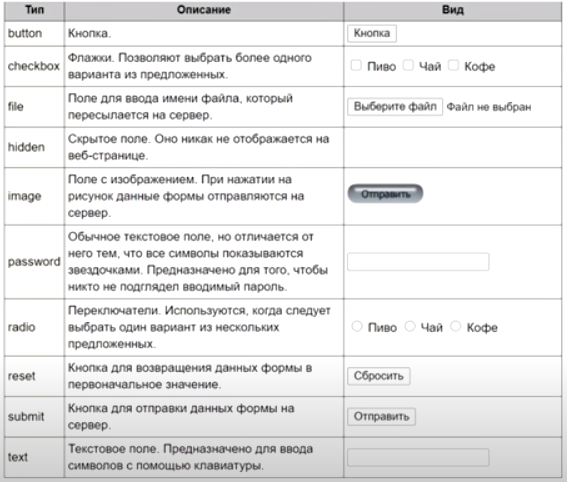 Тип Описание Вид
button Кнопка. Кнопка
checkbox Флажки. Позволяют выбрать более одного
варианта из предложенных. Пиво Чай Кофе
file Поле для ввода имени файла, который
пересылается на сервер. Выберите файл Файл не выбран
hidden Скрытое поле. Оно никак не отображается на
веб-странице.
image Поле с изображением. При нажатии на
рисунок данные формы отправляются на
сервер. Отправить
password Обычное текстовое поле, но отличается от
него тем, что все символы показываются
звездочками. Предназначено для того, чтобы
никто не подглядел вводимый пароль.
radio Переключатели. Используются, когда следует
выбрать один вариант из нескольких
предложенных. Пиво Чай Кофе
reset Кнопка для возвращения данных формы в
первоначальное значение. Сбросить
submit Кнопка для отправки данных формы на
сервер. Отправить
text Текстовое поле. Предназначено для ввода
символов с помощью клавиатуры.